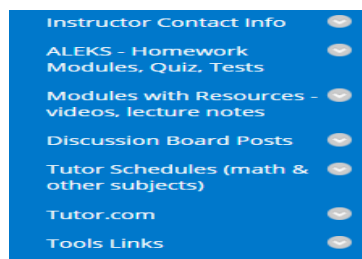 Instructor Contact Info
ALEKS - Homework
Modules, Quiz, Tests
Modules with Resources -
videos, lecture notes
Discussion Board Posts
Tutor Schedules (math &
other subjects)
Tutor.com
Tools Links